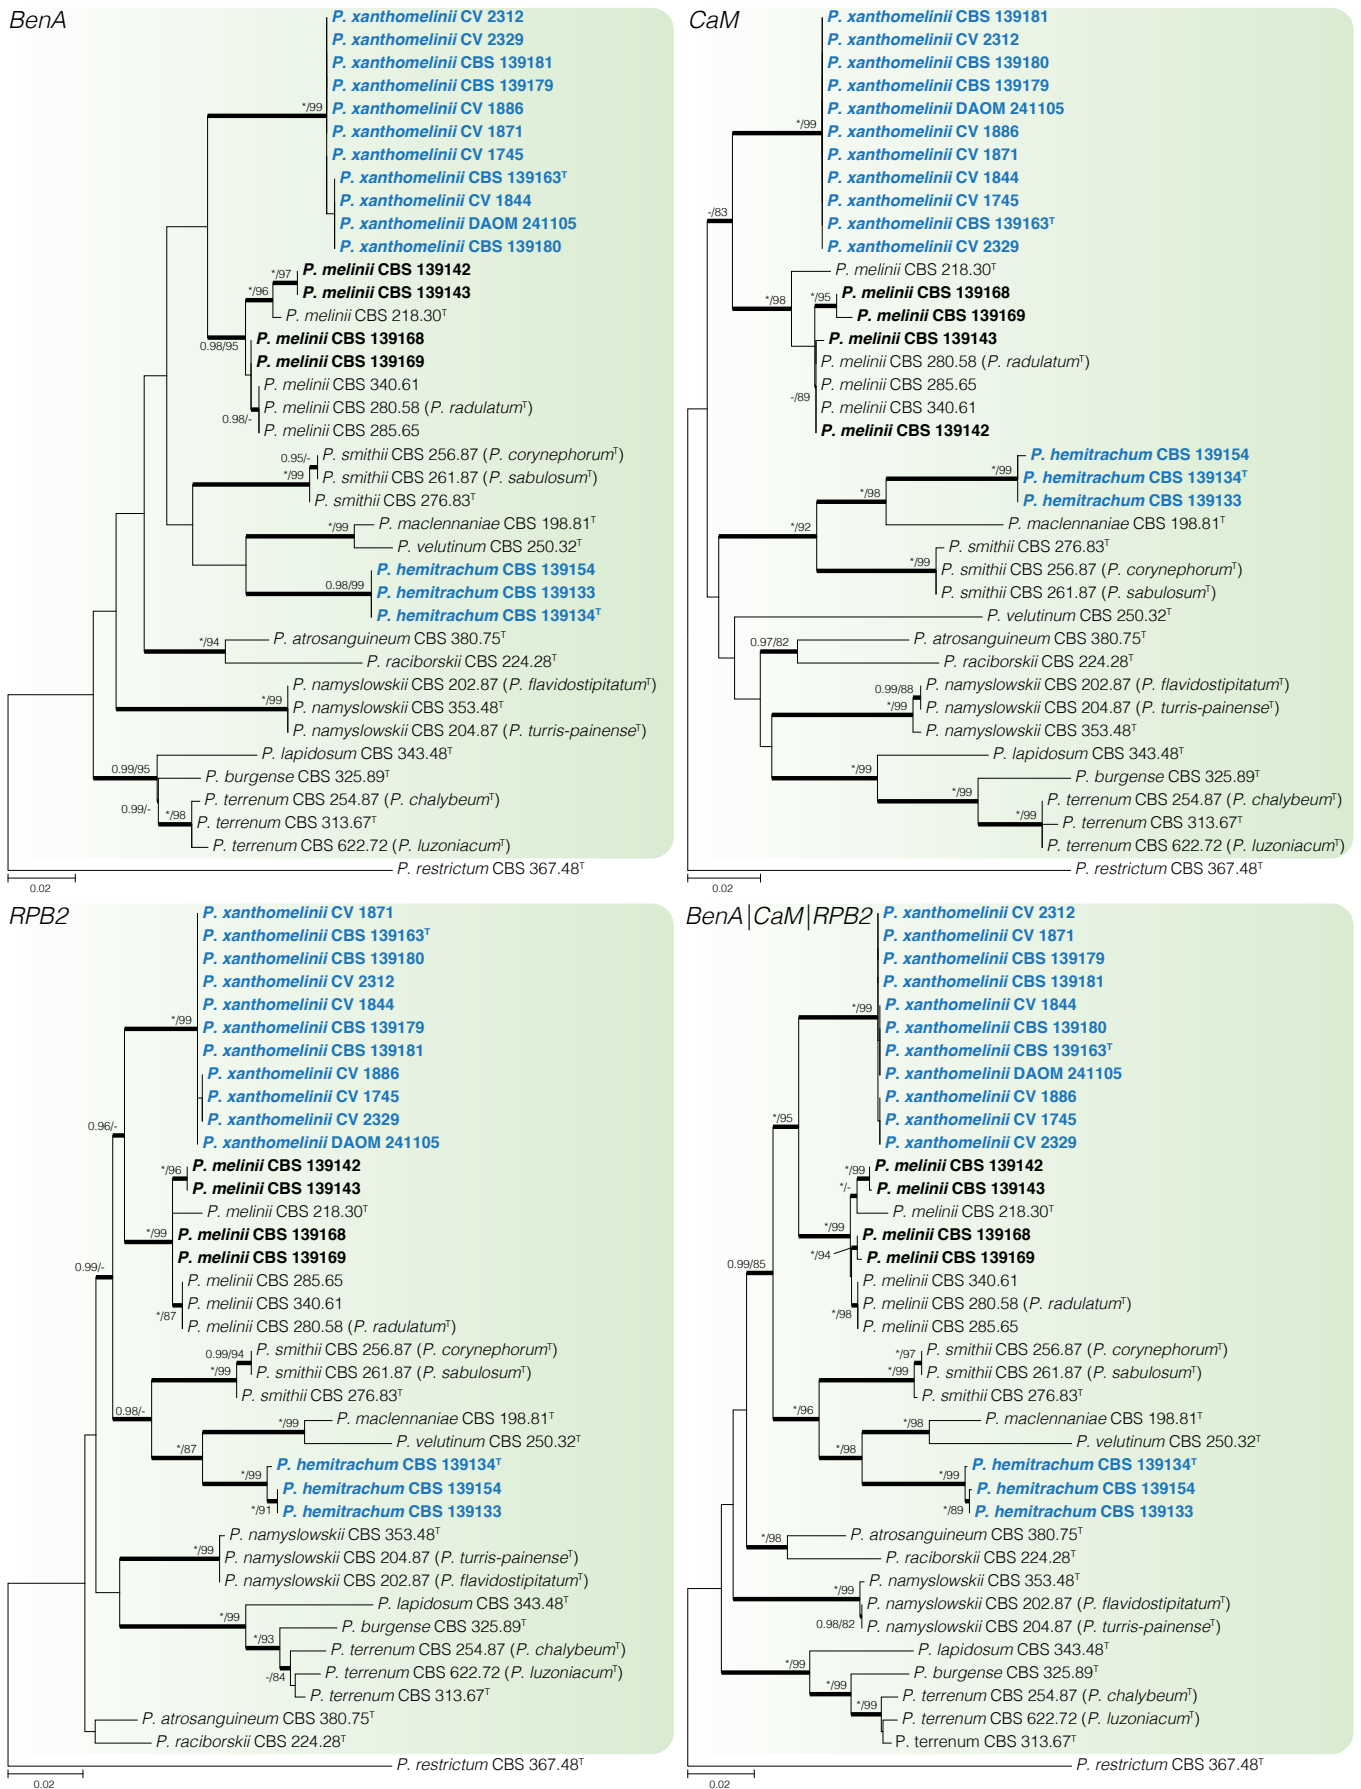 BenA
P. xanthomelinii CV 2312
P. xanthomelinii CV 2329
P. xanthomelinii CBS 139181
P. xanthomelinii CBS 139179
*/99
P. xanthomelinii CV 1886
P. xanthomelinii CV 1871
P. xanthomelinii CV 1745
P. xanthomelinii CBS 139163ᵀ
P. xanthomelinii CV 1844
P. xanthomelinii DAOM 241105
P. xanthomelinii CBS 139180
*/97
P. melinii CBS 139142
*/96
P. melinii CBS 139143
P. melinii CBS 218.30ᵀ
0.98/95
P. melinii CBS 139168
P. melinii CBS 139169
P. melinii CBS 340.61
P. melinii CBS 280.58 (P. radulatumᵀ)
0.98/-
P. melinii CBS 285.65
0.95/-
P. smithii CBS 256.87 (P. corynephorumᵀ)
*/99
P. smithii CBS 261.87 (P. sabulosumᵀ)
P. smithii CBS 276.83ᵀ
*/99
P. maclennaniae CBS 198.81ᵀ
P. velutinum CBS 250.32ᵀ
P. hemitrachum CBS 139154
0.98/99
P. hemitrachum CBS 139133
P. hemitrachum CBS 139134ᵀ
*/94
P. atrosanguineum CBS 380.75ᵀ
P. raciborskii CBS 224.28ᵀ
P. namyslowskii CBS 202.87 (P. flavidostipitatumᵀ)
*/99
P. namyslowskii CBS 353.48ᵀ
P. namyslowskii CBS 204.87 (P. turris-painenseᵀ)
P. lapidosum CBS 343.48ᵀ
0.99/95
P. burgense CBS 325.89ᵀ
0.99/-
P. terrenum CBS 254.87 (P. chalybeumᵀ)
*/98
P. terrenum CBS 313.67ᵀ
P. terrenum CBS 622.72 (P. luzoniacumᵀ)
P. restrictum CBS 367.48ᵀ
0.02
CaM
P. xanthomelinii CBS 139181
P. xanthomelinii CV 2312
P. xanthomelinii CBS 139180
P. xanthomelinii CBS 139179
P. xanthomelinii DAOM 241105
*/99
P. xanthomelinii CV 1886
P. xanthomelinii CV 1871
P. xanthomelinii CV 1844
P. xanthomelinii CV 1745
-/83
P. xanthomelinii CBS 139163ᵀ
P. xanthomelinii CV 2329
P. melinii CBS 218.30ᵀ
*/98
*/95
P. melinii CBS 139168
P. melinii CBS 139169
P. melinii CBS 139143
P. melinii CBS 280.58 (P. radulatumᵀ)
P. melinii CBS 285.65
-/89
P. melinii CBS 340.61
P. melinii CBS 139142
P. hemitrachum CBS 139154
*/99
P. hemitrachum CBS 139134ᵀ
*/98
P. hemitrachum CBS 139133
P. maclennaniae CBS 198.81ᵀ
*/92
P. smithii CBS 276.83ᵀ
*/99
P. smithii CBS 256.87 (P. corynephorumᵀ)
P. smithii CBS 261.87 (P. sabulosumᵀ)
P. velutinum CBS 250.32ᵀ
0.97/82
P. atrosanguineum CBS 380.75ᵀ
P. raciborskii CBS 224.28ᵀ
0.99/88
P. namyslowskii CBS 202.87 (P. flavidostipitatumᵀ)
*/99
P. namyslowskii CBS 204.87 (P. turris-painenseᵀ)
P. namyslowskii CBS 353.48ᵀ
P. lapidosum CBS 343.48ᵀ
*/99
P. burgense CBS 325.89ᵀ
*/99
P. terrenum CBS 254.87 (P. chalybeumᵀ)
*/99
P. terrenum CBS 313.67ᵀ
P. terrenum CBS 622.72 (P. luzoniacumᵀ)
P. restrictum CBS 367.48ᵀ
0.02
RPB2
P. xanthomelinii CV 1871
P. xanthomelinii CBS 139163ᵀ
P. xanthomelinii CBS 139180
P. xanthomelinii CV 2312
P. xanthomelinii CV 1844
*/99
P. xanthomelinii CBS 139179
P. xanthomelinii CBS 139181
P. xanthomelinii CV 1886
P. xanthomelinii CV 1745
P. xanthomelinii CV 2329
0.96/-
P. xanthomelinii DAOM 241105
*/96
P. melinii CBS 139142
P. melinii CBS 139143
P. melinii CBS 218.30ᵀ
*/99
P. melinii CBS 139168
P. melinii CBS 139169
0.99/-
P. melinii CBS 285.65
P. melinii CBS 340.61
*/87
P. melinii CBS 280.58 (P. radulatumᵀ)
0.99/94
P. smithii CBS 256.87 (P. corynephorumᵀ)
*/99
P. smithii CBS 261.87 (P. sabulosumᵀ)
P. smithii CBS 276.83ᵀ
0.98/-
*/99
P. maclennaniae CBS 198.81ᵀ
P. velutinum CBS 250.32ᵀ
*/87
P. hemitrachum CBS 139134ᵀ
*/99
P. hemitrachum CBS 139154
*/91
P. hemitrachum CBS 139133
P. namyslowskii CBS 353.48ᵀ
*/99
P. namyslowskii CBS 204.87 (P. turris-painenseᵀ)
P. namyslowskii CBS 202.87 (P. flavidostipitatumᵀ)
P. lapidosum CBS 343.48ᵀ
*/99
P. burgense CBS 325.89ᵀ
*/93
P. terrenum CBS 254.87 (P. chalybeumᵀ)
-/84
P. terrenum CBS 622.72 (P. luzoniacumᵀ)
P. terrenum CBS 313.67ᵀ
P. atrosanguineum CBS 380.75ᵀ
P. raciborskii CBS 224.28ᵀ
P. restrictum CBS 367.48ᵀ
0.02
BenA|CaM|RPB2
P. xanthomelinii CV 2312
P. xanthomelinii CV 1871
P. xanthomelinii CBS 139179
P. xanthomelinii CBS 139181
*/99
P. xanthomelinii CV 1844
P. xanthomelinii CBS 139180
P. xanthomelinii CBS 139163ᵀ
P. xanthomelinii DAOM 241105
P. xanthomelinii CV 1886
*/95
P. xanthomelinii CV 1745
P. xanthomelinii CV 2329
*/99
P. melinii CBS 139142
*/-
P. melinii CBS 139143
P. melinii CBS 218.30ᵀ
*/99
P. melinii CBS 139168
*/94
P. melinii CBS 139169
0.99/85
P. melinii CBS 340.61
P. melinii CBS 280.58 (P. radulatumᵀ)
*/98
P. melinii CBS 285.65
*/97
P. smithii CBS 256.87 (P. corynephorumᵀ)
*/99
P. smithii CBS 261.87 (P. sabulosumᵀ)
P. smithii CBS 276.83ᵀ
*/96
*/98
P. maclennaniae CBS 198.81ᵀ
P. velutinum CBS 250.32ᵀ
*/98
P. hemitrachum CBS 139134ᵀ
*/99
P. hemitrachum CBS 139154
*/89
P. hemitrachum CBS 139133
*/98
P. atrosanguineum CBS 380.75ᵀ
P. raciborskii CBS 224.28ᵀ
P. namyslowskii CBS 353.48ᵀ
*/99
P. namyslowskii CBS 202.87 (P. flavidostipitatumᵀ)
0.98/82
P. namyslowskii CBS 204.87 (P. turris-painenseᵀ)
P. lapidosum CBS 343.48ᵀ
*/99
P. burgense CBS 325.89ᵀ
*/99
P. terrenum CBS 254.87 (P. chalybeumᵀ)
*/99
P. terrenum CBS 622.72 (P. luzoniacumᵀ)
P. terrenum CBS 313.67ᵀ
P. restrictum CBS 367.48ᵀ
0.02